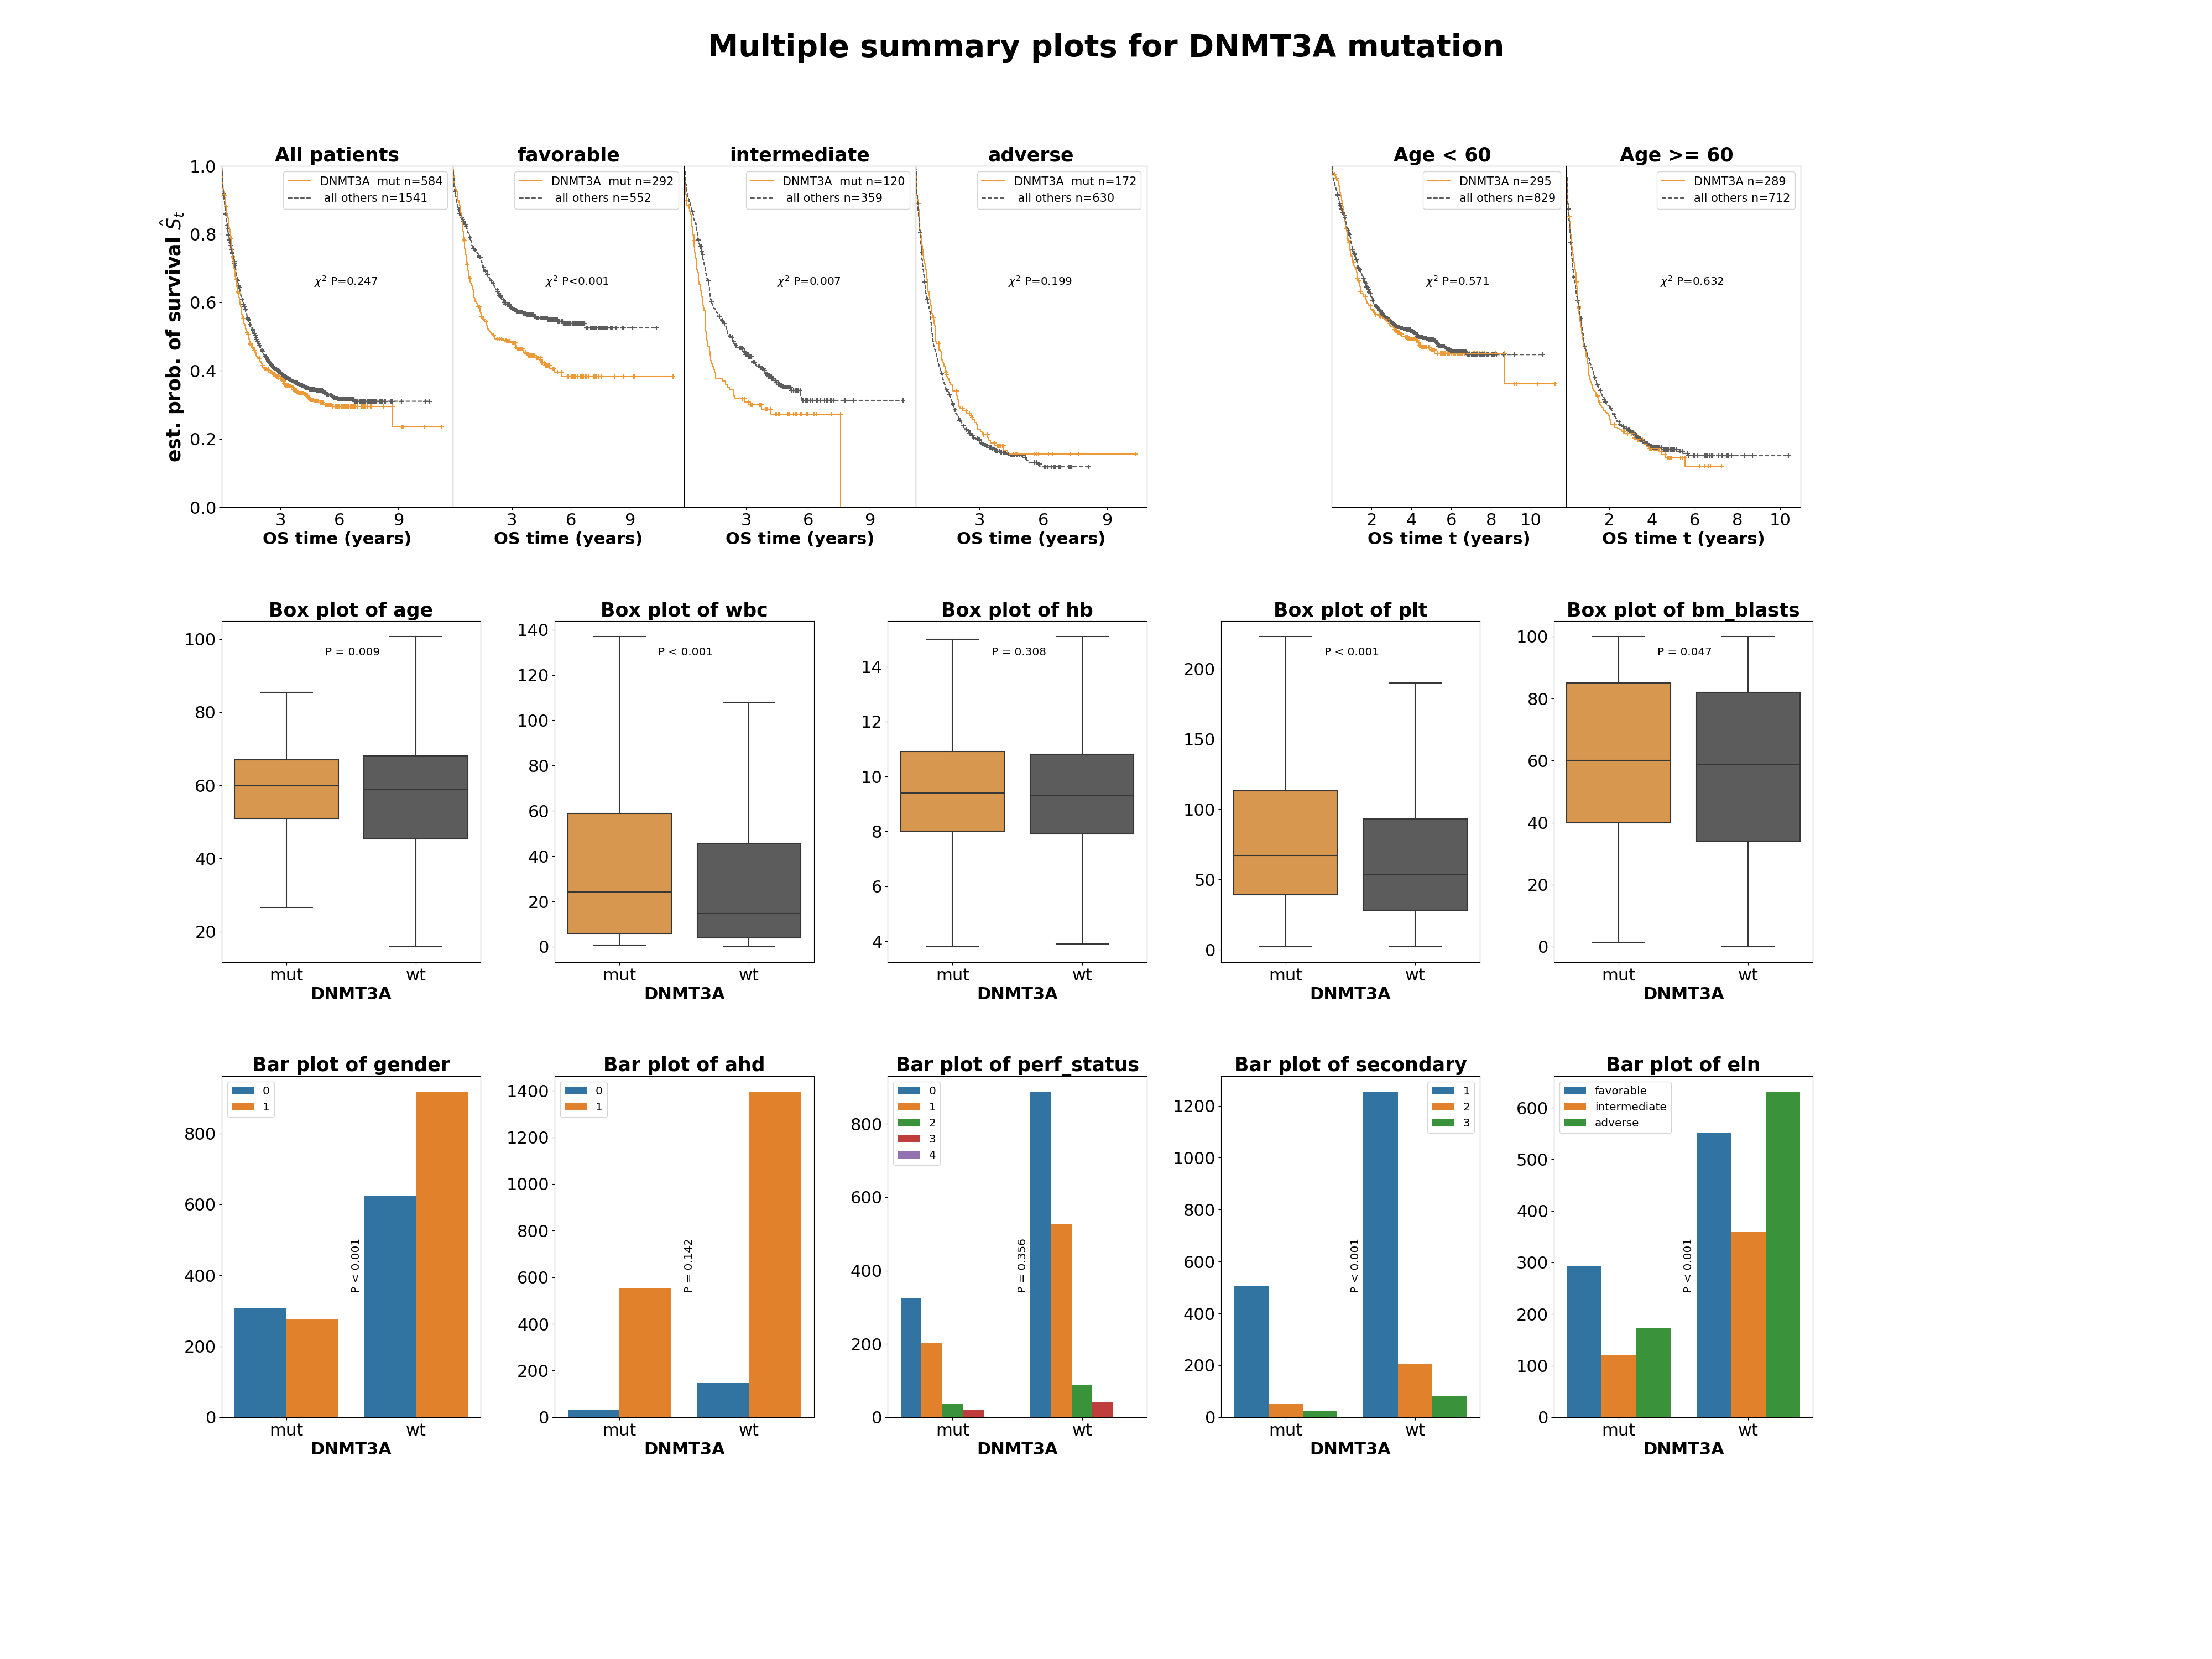 Multiple summary plots for DNMT3A mutation
All patients
favorable
intermediate
adverse
Age < 60
Age >= 60
est. prob. of survival Ŝt
1.0
0.8
0.6
0.4
0.2
0.0
DNMT3A  mut n=584
all others n=1541
χ² P=0.247
3 6 9
OS time (years)
DNMT3A  mut n=292
all others n=552
χ² P<0.001
3 6 9
OS time (years)
DNMT3A  mut n=120
all others n=359
χ² P=0.007
3 6 9
OS time (years)
DNMT3A  mut n=172
all others n=630
χ² P=0.199
3 6 9
OS time (years)
DNMT3A n=295
all others n=829
χ² P=0.571
2 4 6 8 10
OS time t (years)
DNMT3A n=289
all others n=712
χ² P=0.632
2 4 6 8 10
OS time t (years)
Box plot of age
100
80
60
40
20
P = 0.009
mut wt
DNMT3A
Box plot of wbc
140
120
100
80
60
40
20
0
P < 0.001
mut wt
DNMT3A
Box plot of hb
14
12
10
8
6
4
P = 0.308
mut wt
DNMT3A
Box plot of plt
200
150
100
50
0
P < 0.001
mut wt
DNMT3A
Box plot of bm_blasts
100
80
60
40
20
0
P = 0.047
mut wt
DNMT3A
Bar plot of gender
0
1
800
600
400
200
0
P < 0.001
mut wt
DNMT3A
Bar plot of ahd
0
1
1400
1200
1000
800
600
400
200
0
P = 0.142
mut wt
DNMT3A
Bar plot of perf_status
0
1
2
3
4
800
600
400
200
0
P = 0.356
mut wt
DNMT3A
Bar plot of secondary
1
2
3
1200
1000
800
600
400
200
0
P < 0.001
mut wt
DNMT3A
Bar plot of eln
favorable
intermediate
adverse
600
500
400
300
200
100
0
P < 0.001
mut wt
DNMT3A